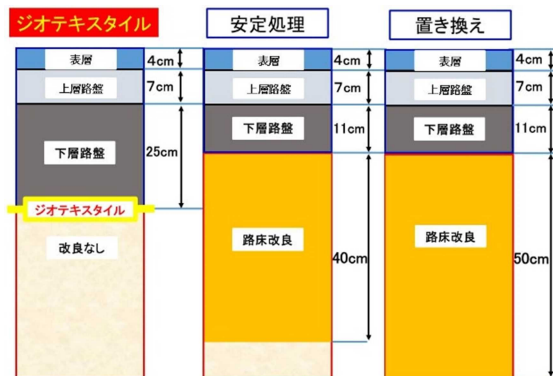 ジオテキスタイル
安定処理
置き換え
表層
4cm
表層
4cm
表層
4cm
上層路盤
7cm
上層路盤
7cm
上層路盤
7cm
下層路盤
25cm
下層路盤
11cm
下層路盤
11cm
ジオテキスタイル
改良なし
路床改良
40cm
路床改良
50cm